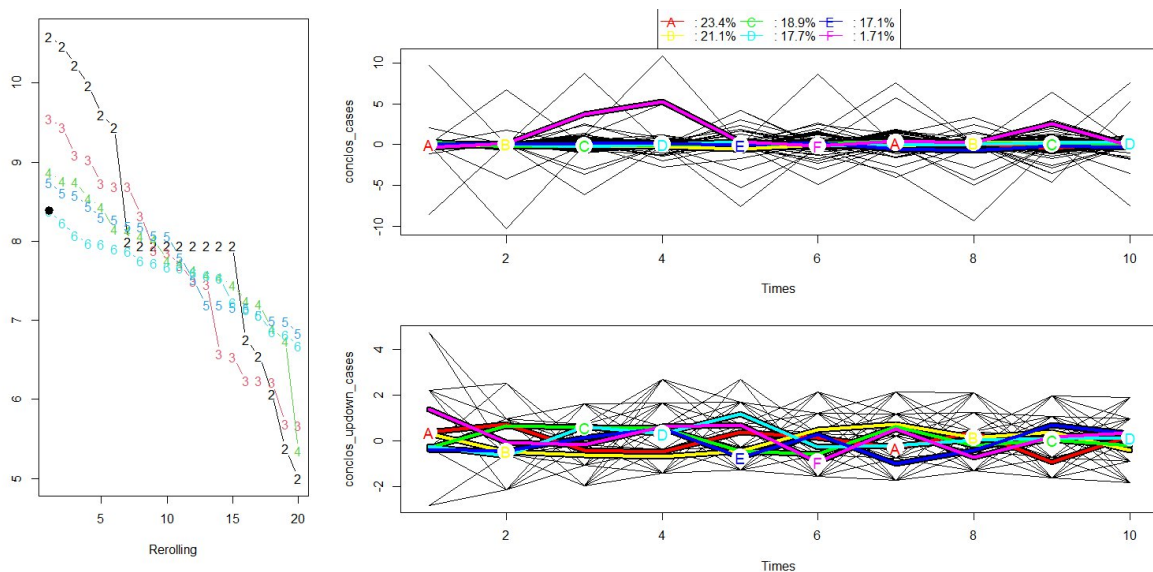 10
9
8
7
6
5
5 10 15 20
Rerolling
A : 23.4% C : 18.9% E : 17.1%
B : 21.1% D : 17.7% F : 1.71%
conclos_cases
10
5
0
-5
-10
A B C D E F A B C D
2 4 6 8 10
Times
conclos_updown_cases
4
2
0
-2
A B C D E F A B C D
2 4 6 8 10
Times